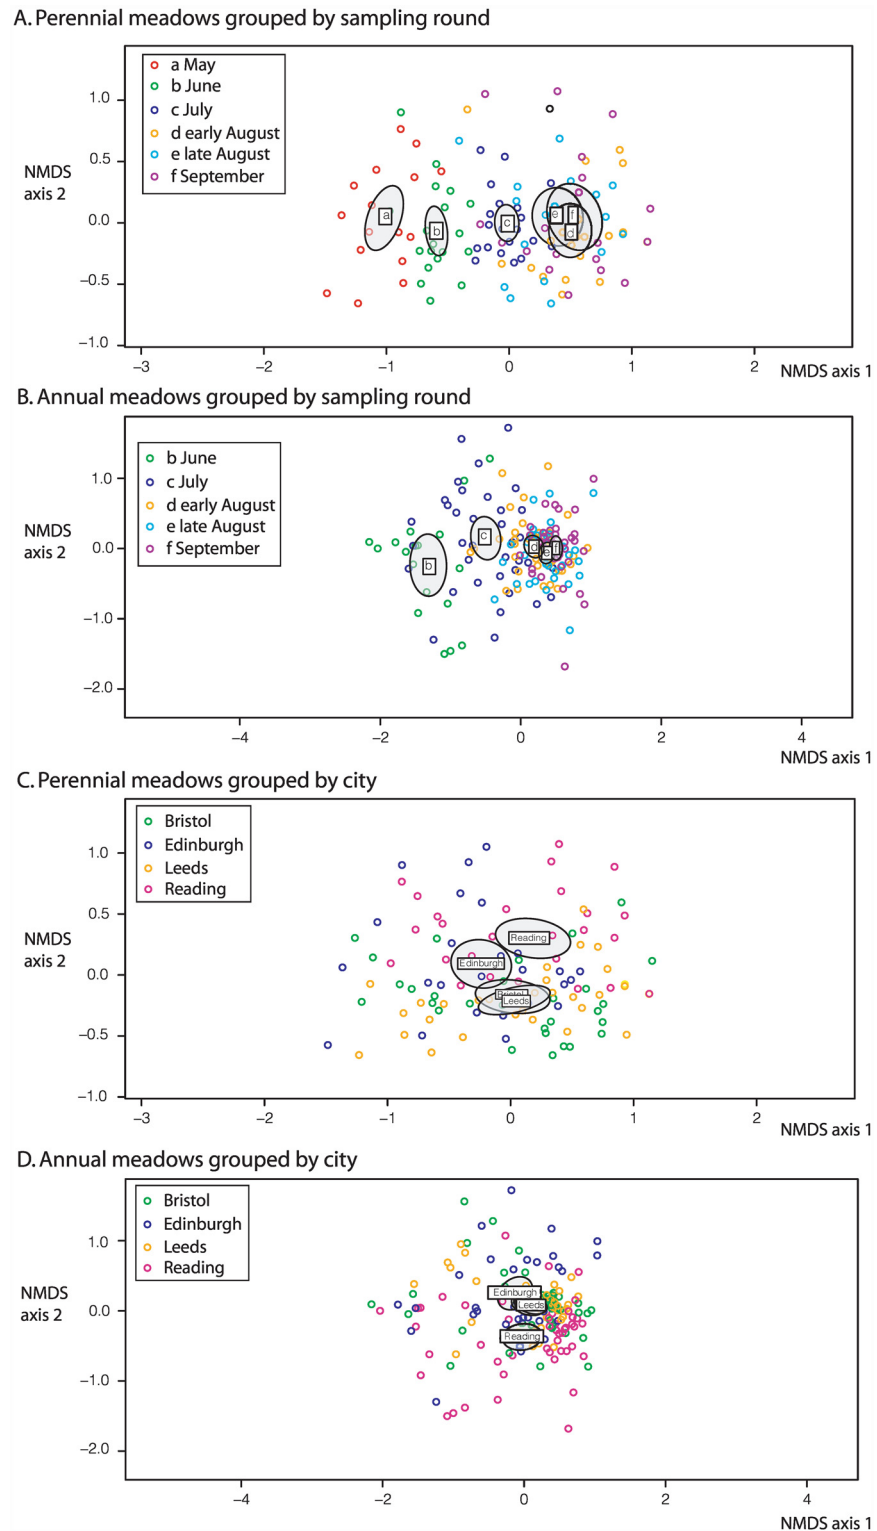 A. Perennial meadows grouped by sampling round
a May
b June
c July
d early August
e late August
f September
NMDS
axis 2
1.0
0.5
0.0
−0.5
−1.0
a
b
c
e
f
d
−3
−2
−1
0
1
2
NMDS axis 1
B. Annual meadows grouped by sampling round
b June
c July
d early August
e late August
f September
NMDS
axis 2
1.0
0.0
−1.0
−2.0
b
c
d
e
f
−4
−2
0
2
4
NMDS axis 1
C. Perennial meadows grouped by city
Bristol
Edinburgh
Leeds
Reading
NMDS
axis 2
1.0
0.5
0.0
−0.5
−1.0
Reading
Edinburgh
Bristol
Leeds
−3
−2
−1
0
1
2
NMDS axis 1
D. Annual meadows grouped by city
Bristol
Edinburgh
Leeds
Reading
NMDS
axis 2
1.0
0.0
−1.0
−2.0
Edinburgh
Leeds
Reading
−4
−2
0
2
4
NMDS axis 1